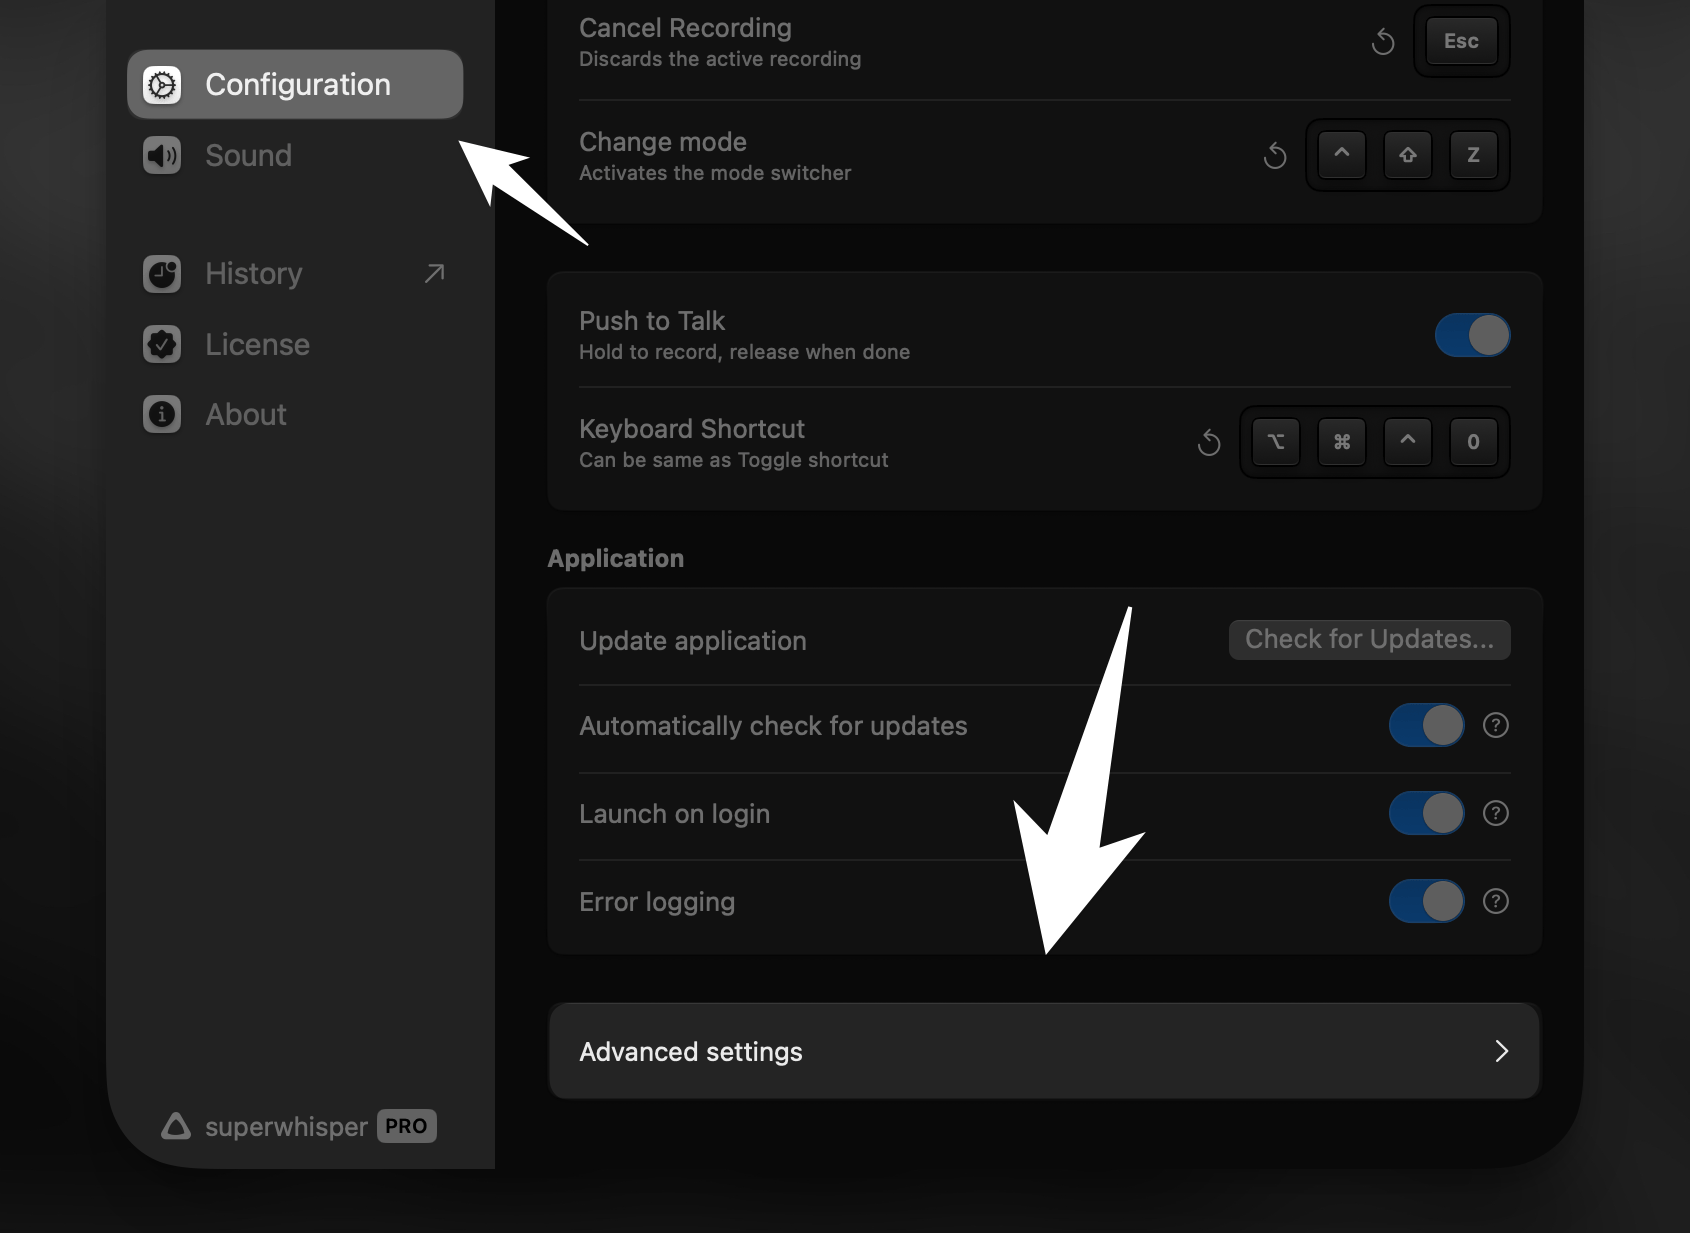 Configuration
Sound
History
License
About
superwhisper PRO
Cancel Recording
Discards the active recording
Esc
Change mode
Activates the mode switcher
^ ⇧ Z
Push to Talk
Hold to record, release when done
Keyboard Shortcut
Can be same as Toggle shortcut
⌥ ⌘ ^ 0
Application
Update application
Check for Updates...
Automatically check for updates
?
Launch on login
?
Error logging
?
Advanced settings